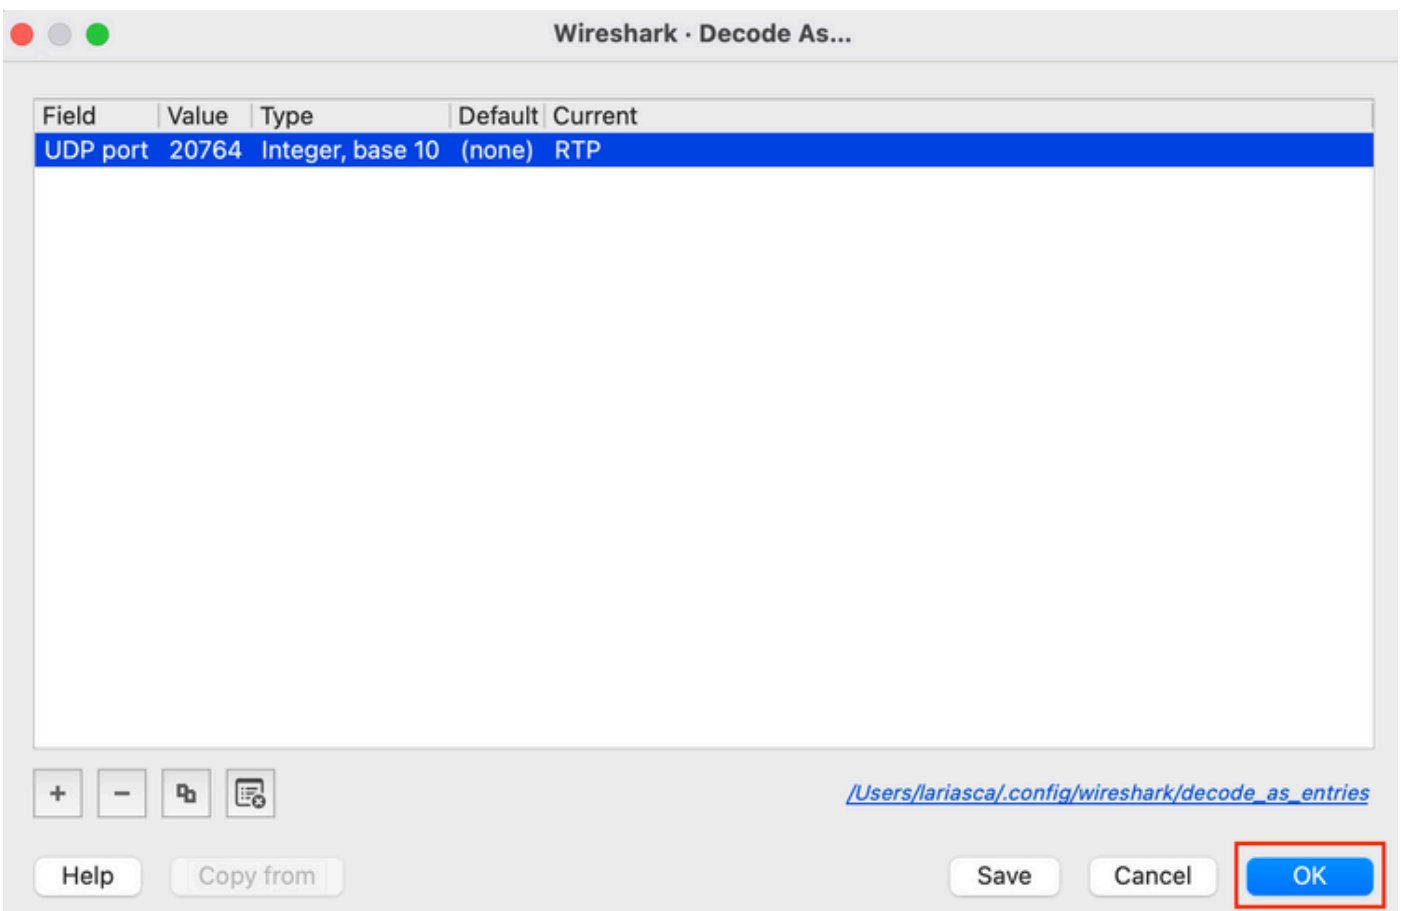 Wireshark · Decode As...
Field Value Type Default Current
UDP port 20764 Integer, base 10 (none) RTP
/Users/lariasca/.config/wireshark/decode_as_entries
Help Copy from Save Cancel OK